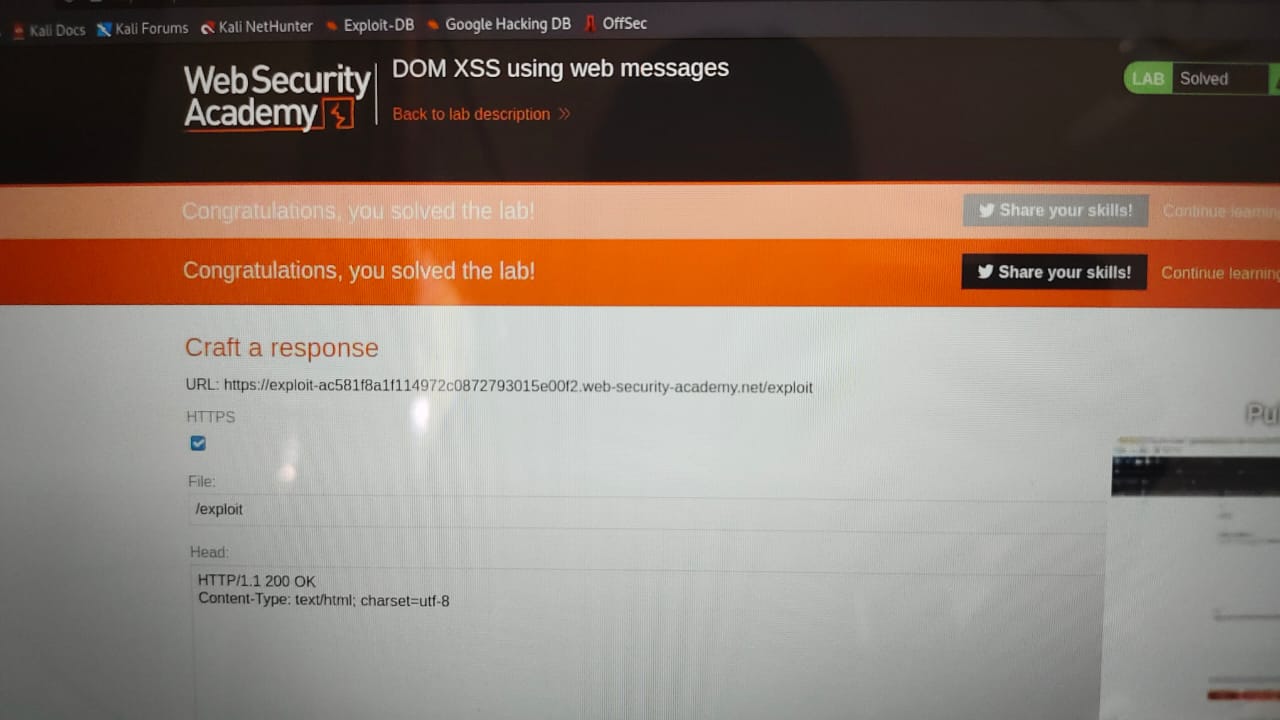 Kali Docs Kali Forums Kali NetHunter Exploit-DB Google Hacking DB OffSec
WebSecurity
Academy
DOM XSS using web messages
Back to lab description
LAB Solved
Congratulations, you solved the lab!
Share your skills!
Continue learning
Congratulations, you solved the lab!
Share your skills!
Continue learning
Craft a response
URL: https://exploit-ac581f8a1f114972c0872793015e00f2.web-security-academy.net/exploit
HTTPS
File:
/exploit
Head:
HTTP/1.1 200 OK
Content-Type: text/html; charset=utf-8